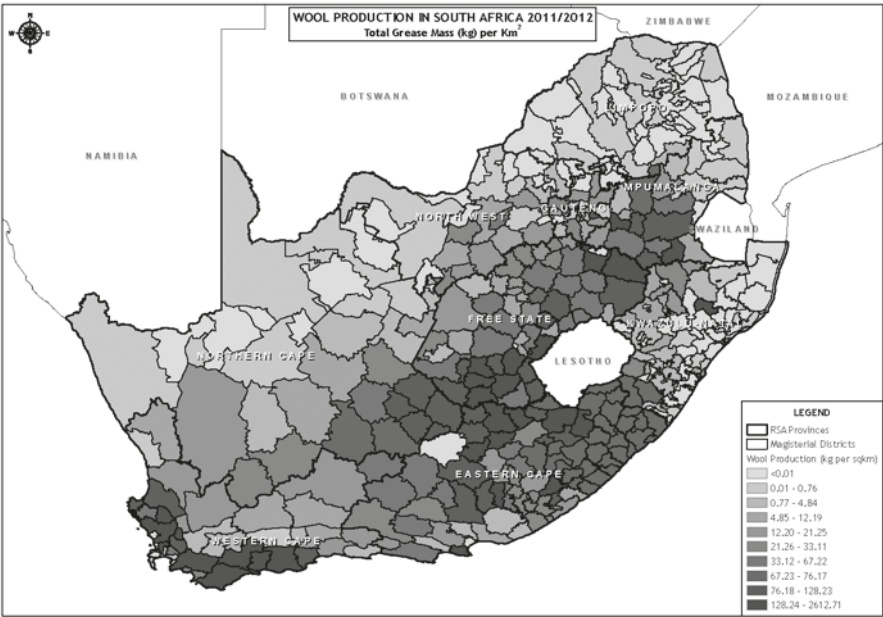 WOOL PRODUCTION IN SOUTH AFRICA 2011/2012
Total Grease Mass (kg) per Km²
N
W E
S
ZIMBABWE
BOTSWANA
MOZAMBIQUE
NAMIBIA
LIMPOPO
MPUMALANGA
NORTH WEST
GAUTENG
WAZILAND
FREE STATE
KWAZULU-NATAL
NORTHERN CAPE
LESOTHO
EASTERN CAPE
WESTERN CAPE
LEGEND
RSA Provinces
Magisterial Districts
Wool Production (kg per sqkm)
<0.01
0.01 - 0.76
0.77 - 4.84
4.85 - 12.19
12.20 - 21.25
21.26 - 33.11
33.12 - 67.22
67.23 - 76.17
76.18 - 128.23
128.24 - 2612.71